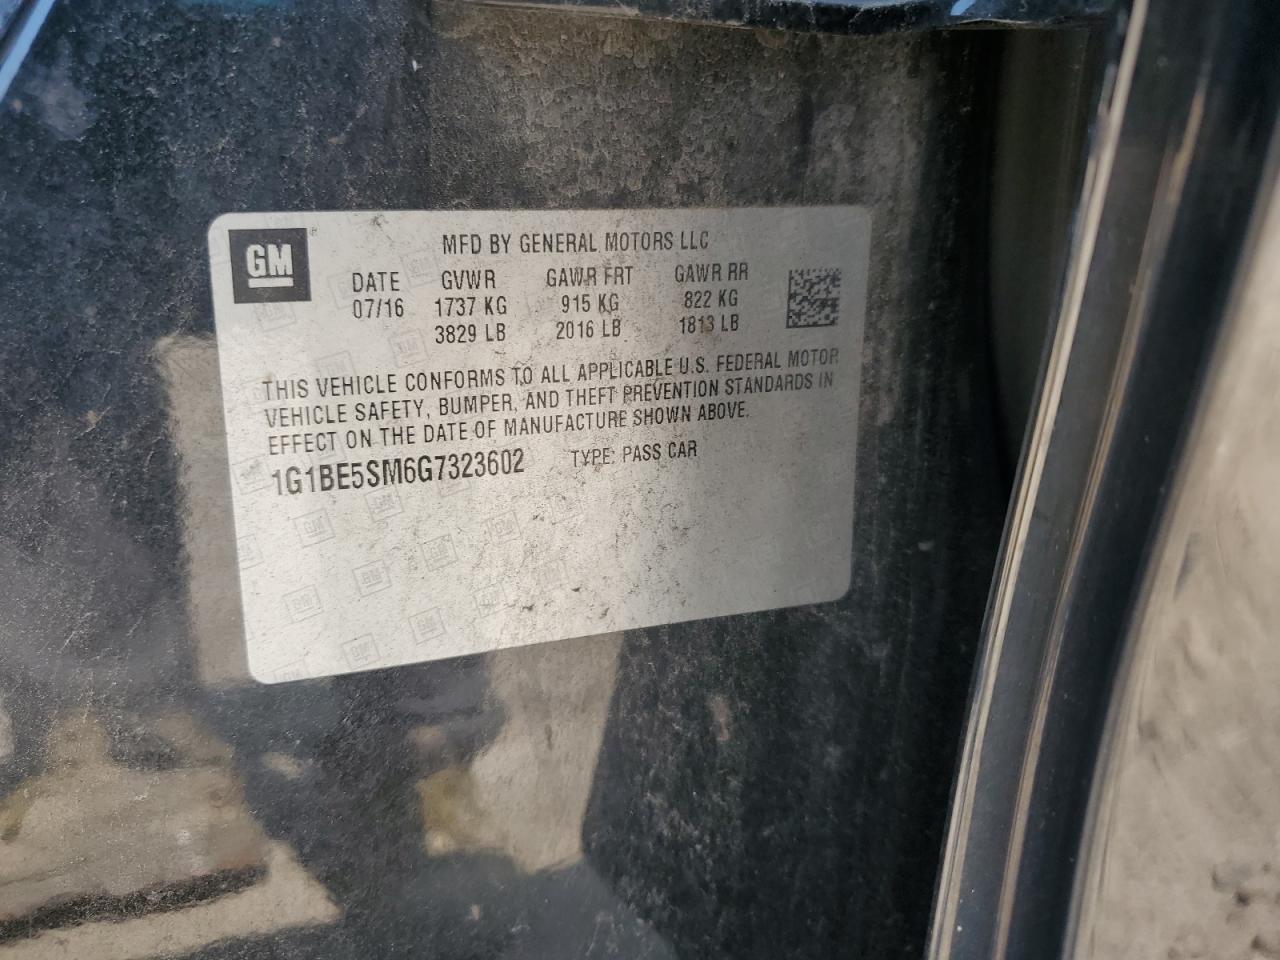 GM
MFD BY GENERAL MOTORS LLC
DATE GVWR GAWR FRT GAWR RR
07/16 1737 KG 915 KG 822 KG
3829 LB 2016 LB 1813 LB
THIS VEHICLE CONFORMS TO ALL APPLICABLE U.S. FEDERAL MOTOR
VEHICLE SAFETY, BUMPER, AND THEFT PREVENTION STANDARDS IN
EFFECT ON THE DATE OF MANUFACTURE SHOWN ABOVE.
1G1BE5SM6G7323602 TYPE: PASS CAR